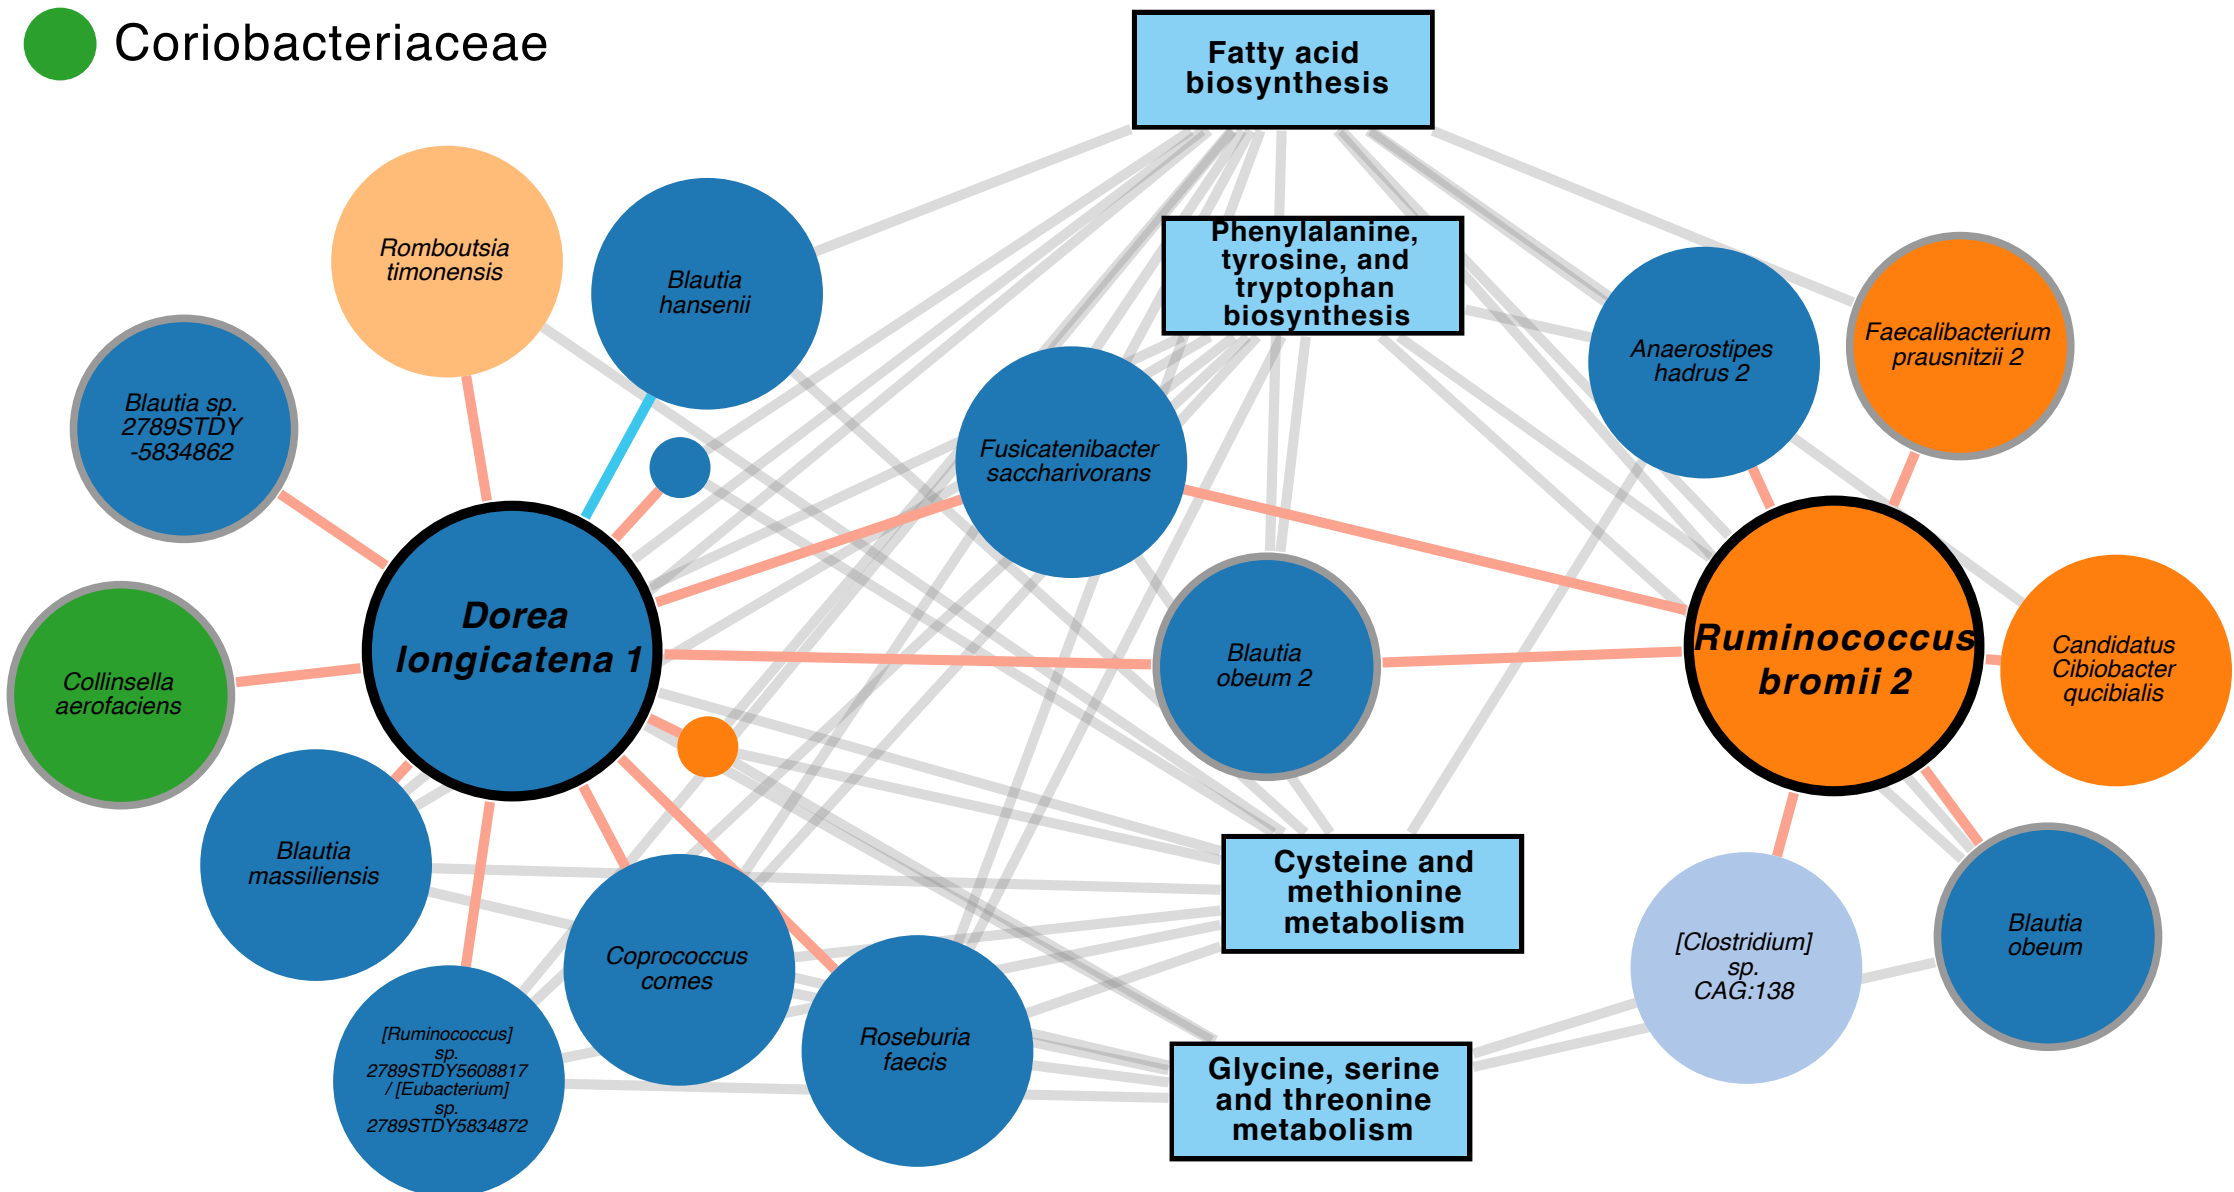 Coriobacteriaceae
Fatty acid
biosynthesis
Phenylalanine,
tyrosine, and
tryptophan
biosynthesis
Romboutsia
timonensis
Blautia
hansenii
Anaerostipes
hadrus 2
Faecalibacterium
prausnitzii 2
Blautia sp.
2789STDY
-5834862
Fusicatenibacter
saccharivorans
Dorea
longicatena 1
Ruminococcus
bromii 2
Collinsella
aerofaciens
Blautia
obeum 2
Candidatus
Cibiobacter
qucibialis
Blautia
massiliensis
Cysteine and
methionine
metabolism
Coprococcus
comes
[Clostridium]
sp.
CAG:138
Blautia
obeum
[Ruminococcus]
sp.
2789STDY5608817
/ [Eubacterium]
sp.
2789STDY5834872
Roseburia
faecis
Glycine, serine
and threonine
metabolism